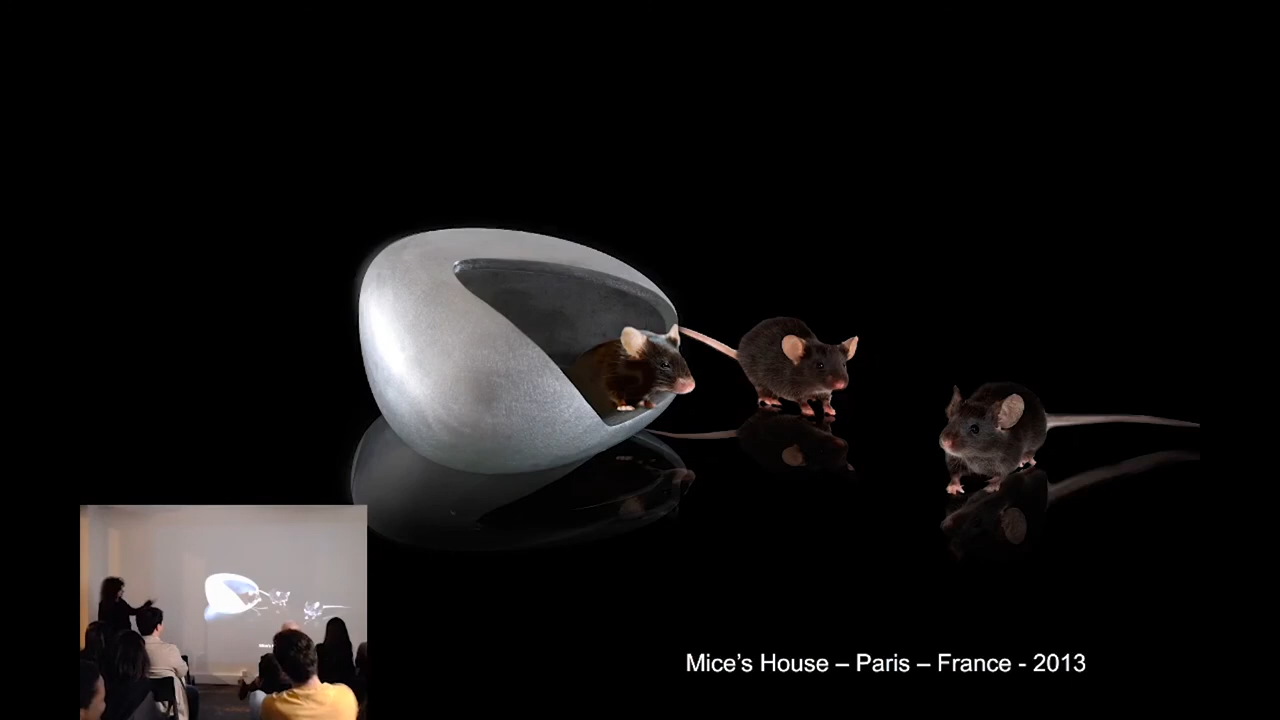 Mice’s House – Paris – France - 2013